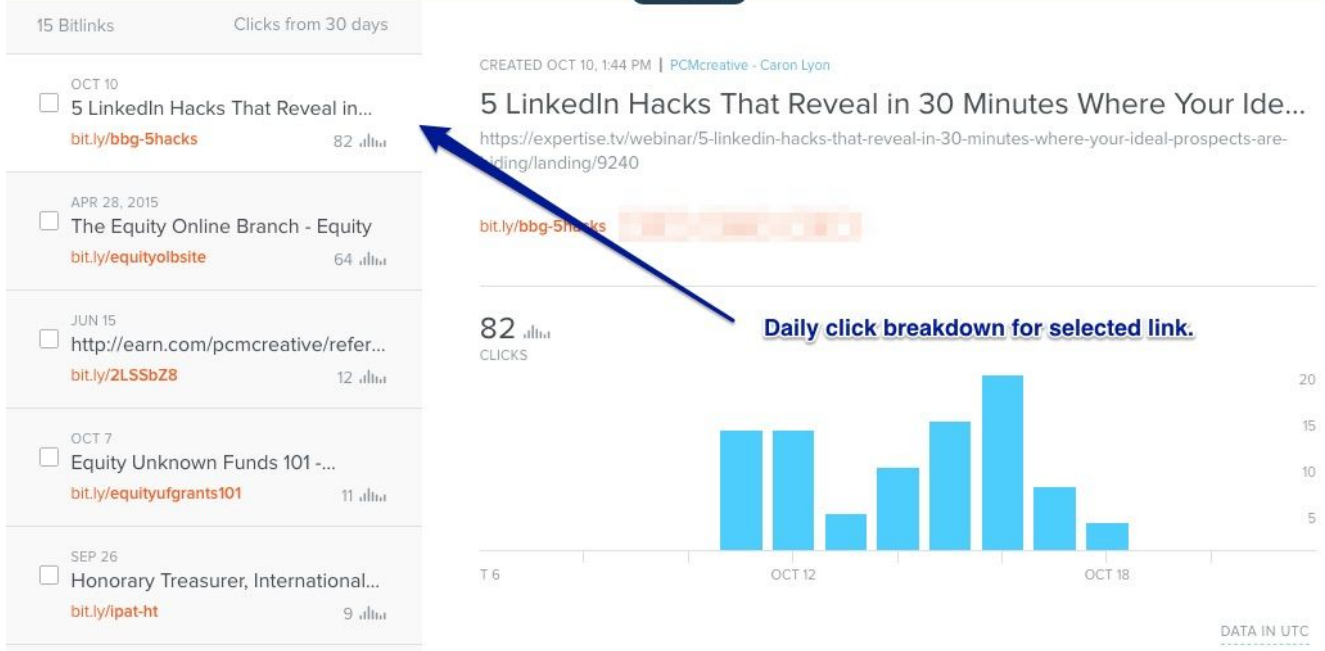 15 Bitlinks
Clicks from 30 days
OCT 10
5 LinkedIn Hacks That Reveal in...
bit.ly/bbg-5hacks
82
APR 28, 2015
The Equity Online Branch - Equity
bit.ly/equityolbsite
64
JUN 15
http://earn.com/pcmcreative/refer...
bit.ly/2LSSbZ8
12
OCT 7
Equity Unknown Funds 101 -...
bit.ly/equityufgrants101
11
SEP 26
Honorary Treasurer, International...
bit.ly/ipat-ht
9
CREATED OCT 10, 1:44 PM | PCMcreative - Caron Lyon
5 LinkedIn Hacks That Reveal in 30 Minutes Where Your Ide...
https://expertise.tv/webinar/5-linkedin-hacks-that-reveal-in-30-minutes-where-your-ideal-prospects-are-
hiding/landing/9240
bit.ly/bbg-5hacks
82
CLICKS
Daily click breakdown for selected link.
20
15
10
5
T 6
OCT 12
OCT 18
DATA IN UTC